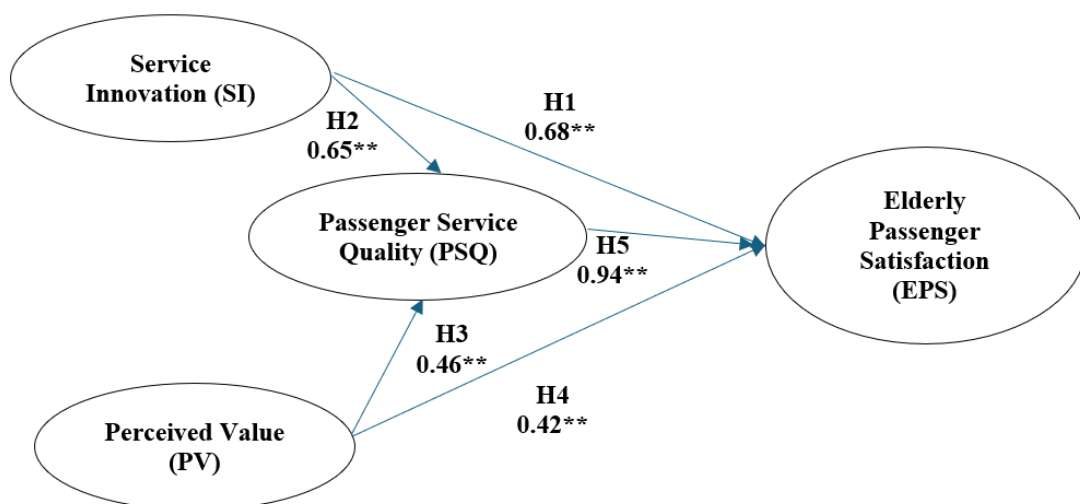 Service
Innovation (SI)
H1
0.68**
H2
0.65**
Passenger Service
Quality (PSQ)
H5
0.94**
Elderly
Passenger
Satisfaction
(EPS)
H3
0.46**
H4
0.42**
Perceived Value
(PV)